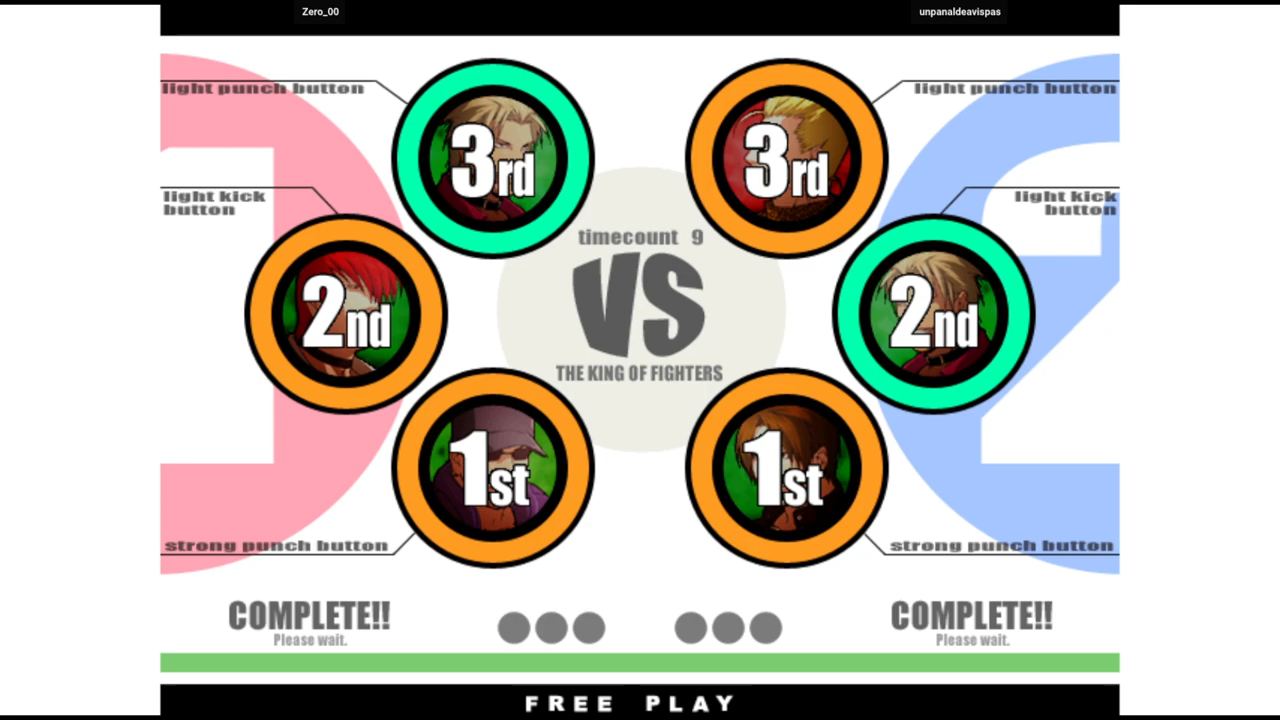 Zero_00
unpanaldeavispas
light punch button
light punch button
3rd
3rd
light kick
button
light kick
button
timecount 9
VS
THE KING OF FIGHTERS
2nd
2nd
1st
1st
strong punch button
strong punch button
COMPLETE!!
Please wait.
COMPLETE!!
Please wait.
FREE PLAY
1
2